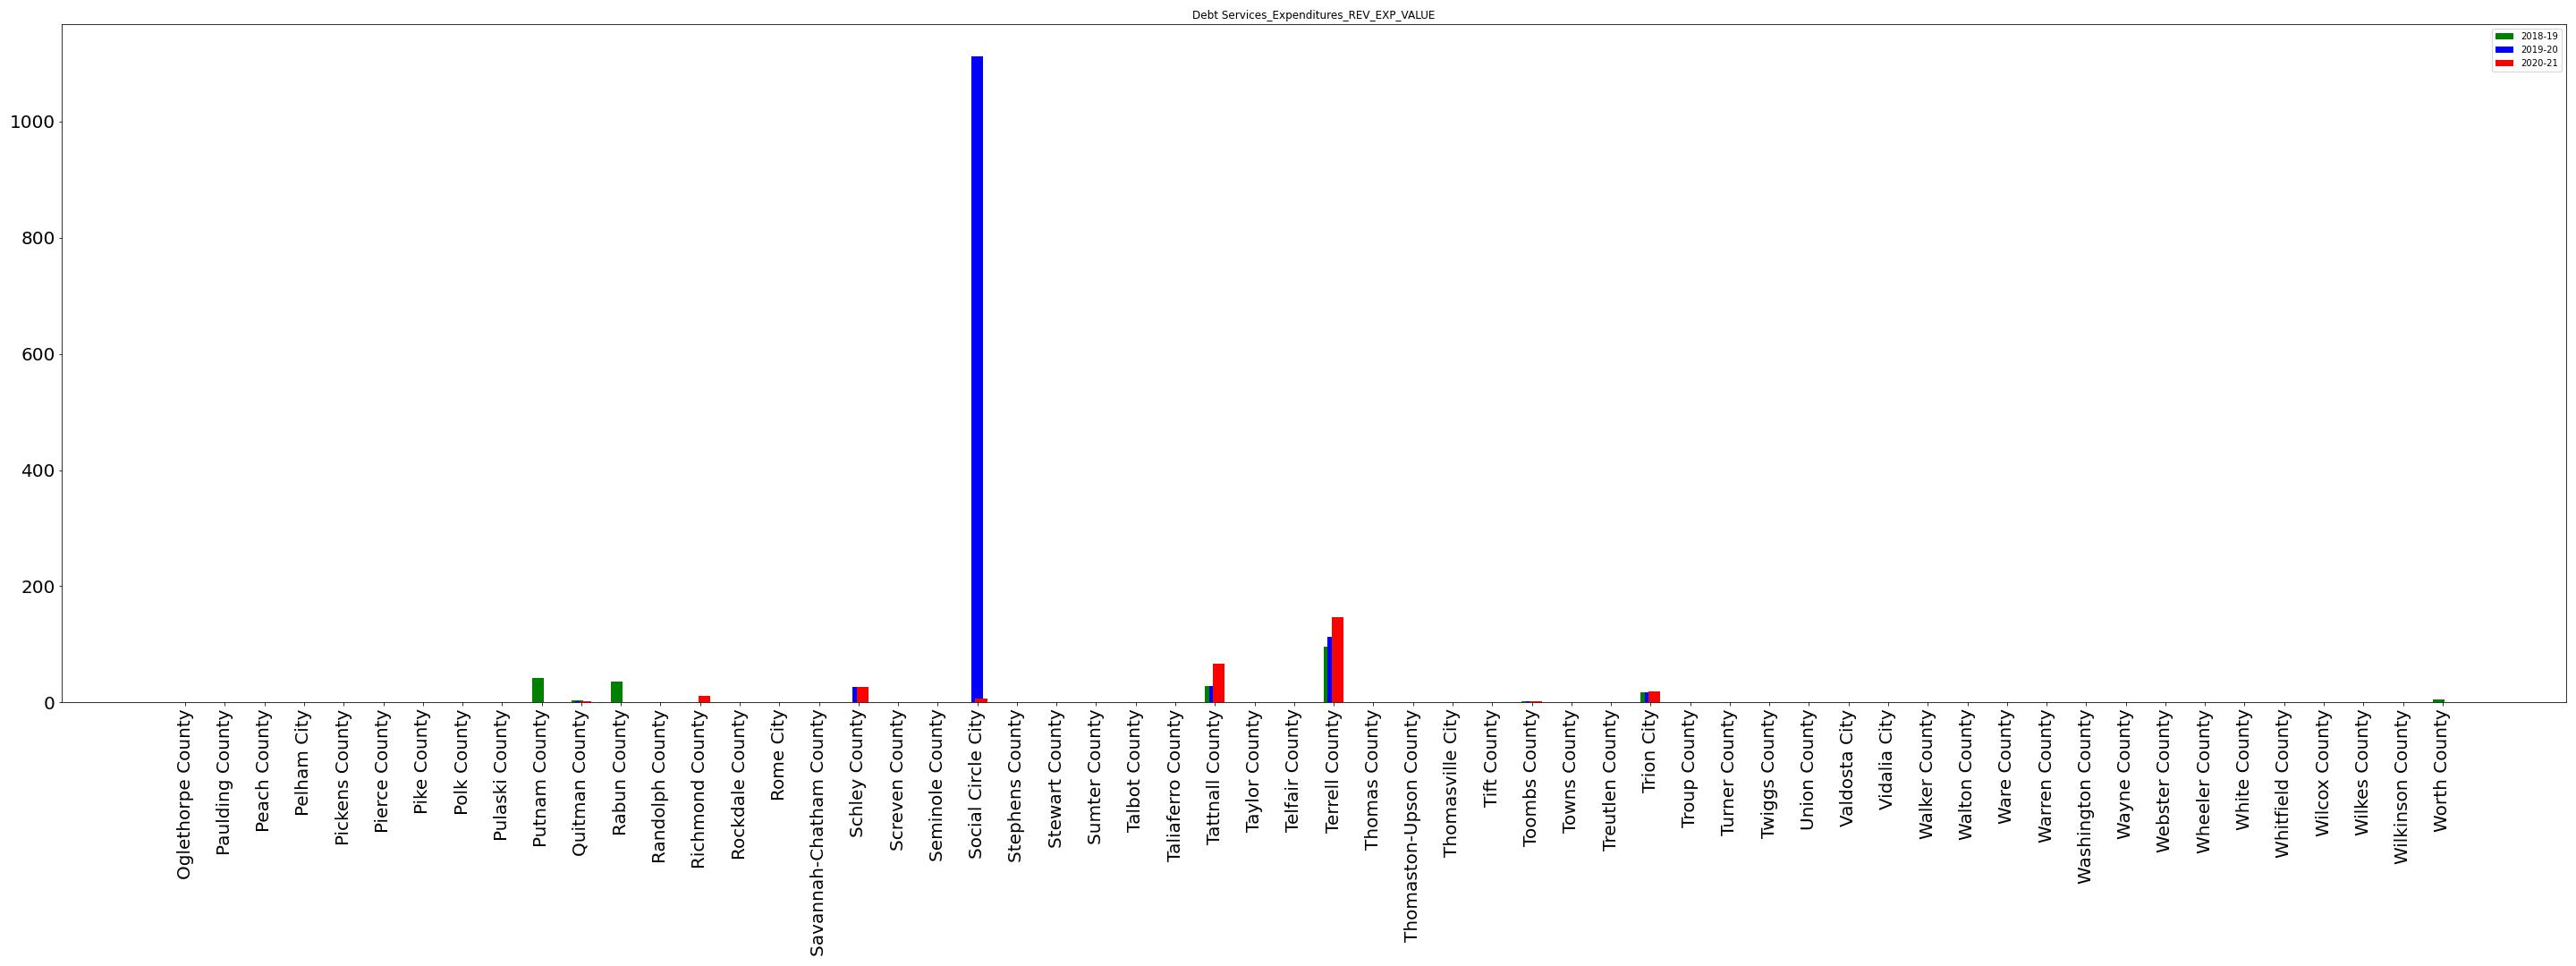 Debt Services_Expenditures_REV_EXP_VALUE
2018-19
2019-20
2020-21
1000
800
600
400
200
0
Oglethorpe County
Paulding County
Peach County
Pelham City
Pickens County
Pierce County
Pike County
Polk County
Pulaski County
Putnam County
Quitman County
Rabun County
Randolph County
Richmond County
Rockdale County
Rome City
Savannah-Chatham County
Schley County
Screven County
Seminole County
Social Circle City
Stephens County
Stewart County
Sumter County
Talbot County
Taliaferro County
Tattnall County
Taylor County
Telfair County
Terrell County
Thomas County
Thomaston-Upson County
Thomasville City
Tift County
Toombs County
Towns County
Treutlen County
Trion City
Troup County
Turner County
Twiggs County
Union County
Valdosta City
Vidalia City
Walker County
Walton County
Ware County
Warren County
Washington County
Wayne County
Webster County
Wheeler County
White County
Whitfield County
Wilcox County
Wilkes County
Wilkinson County
Worth County